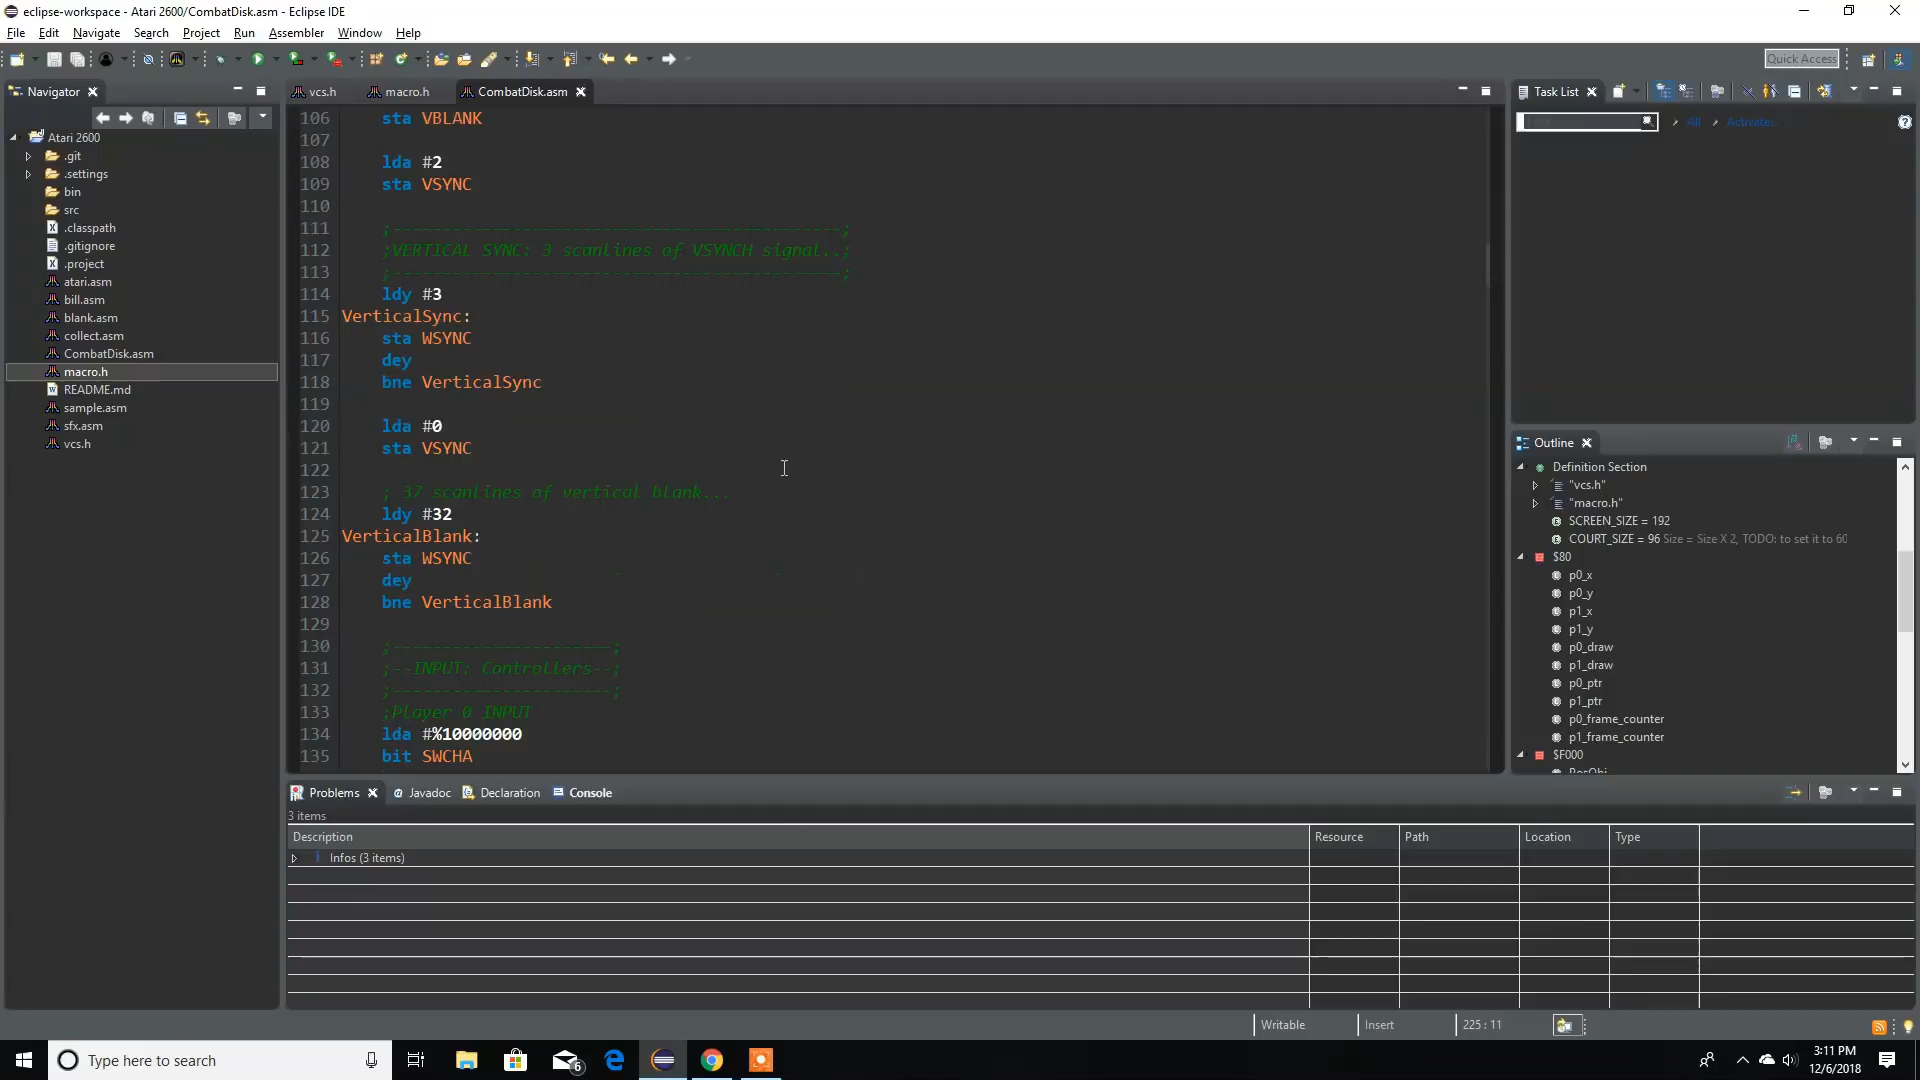 eclipse-workspace - Atari 2600/CombatDisk.asm - Eclipse IDE
File Edit Navigate Search Project Run Assembler Window Help
Quick Access
Navigator
Atari 2600
.git
.settings
bin
src
.classpath
.gitignore
.project
atari.asm
bill.asm
blank.asm
collect.asm
CombatDisk.asm
macro.h
README.md
sample.asm
sfx.asm
vcs.h
vcs.h macro.h CombatDisk.asm
106 sta VBLANK
107
108 lda #2
109 sta VSYNC
110
111 ;--------------------------------------------;
112 ;VERTICAL SYNC: 3 scanlines of VSYNCH signal..;
113 ;--------------------------------------------;
114 ldy #3
115 VerticalSync:
116 sta WSYNC
117 dey
118 bne VerticalSync
119
120 lda #0
121 sta VSYNC
122
123 ; 37 scanlines of vertical blank...
124 ldy #32
125 VerticalBlank:
126 sta WSYNC
127 dey
128 bne VerticalBlank
129
130 ;----------------------;
131 ;--INPUT: Controllers--;
132 ;----------------------;
133 ;Player 0 INPUT
134 lda #%10000000
135 bit SWCHA
Task List
All Activate...
Outline
Definition Section
"vcs.h"
"macro.h"
SCREEN_SIZE = 192
COURT_SIZE = 96 Size = Size X 2, TODO: to set it to 60
$80
p0_x
p0_y
p1_x
p1_y
p0_draw
p1_draw
p0_ptr
p1_ptr
p0_frame_counter
p1_frame_counter
$F000
Problems Javadoc Declaration Console
3 items
Description Resource Path Location Type
Infos (3 items)
Writable Insert 225 : 11
Type here to search
6
3:11 PM
12/6/2018